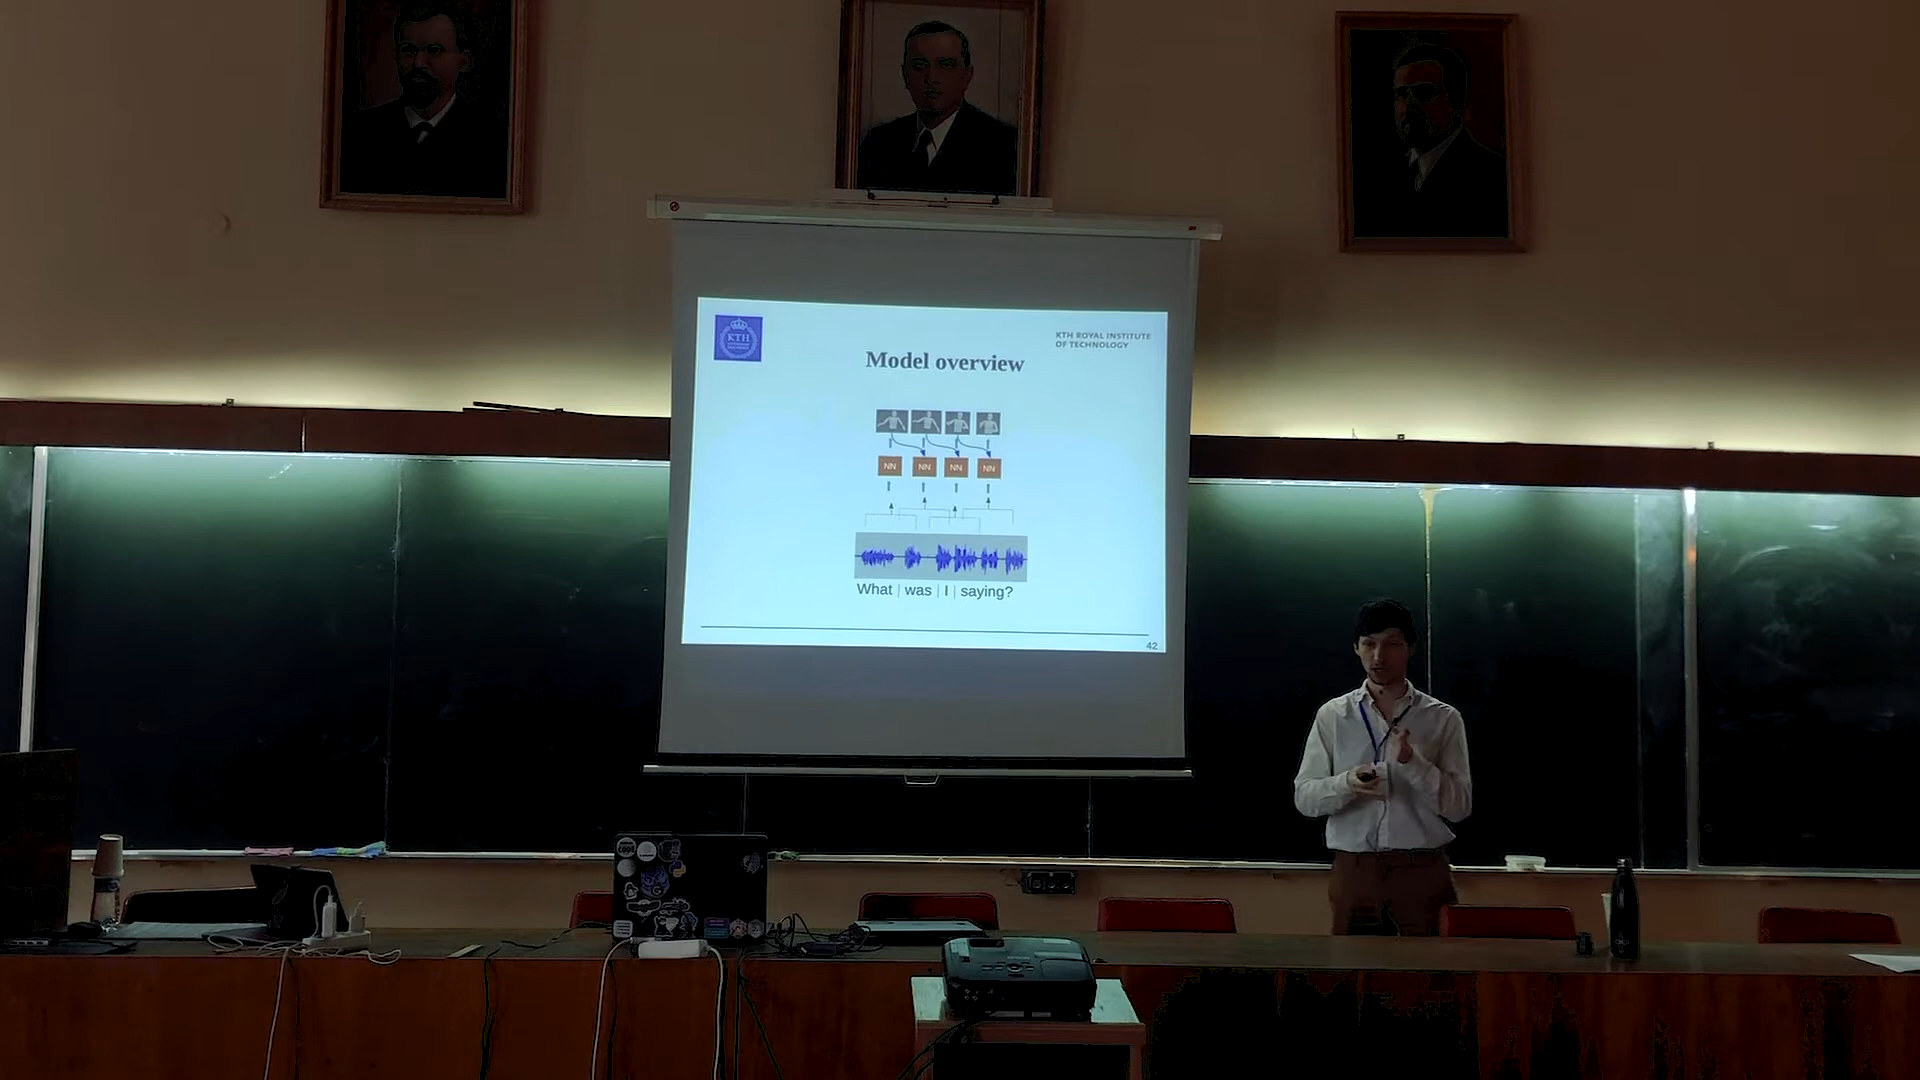 KTH
KTH ROYAL INSTITUTE
OF TECHNOLOGY
Model overview
NN NN NN NN
What | was | I | saying?
42